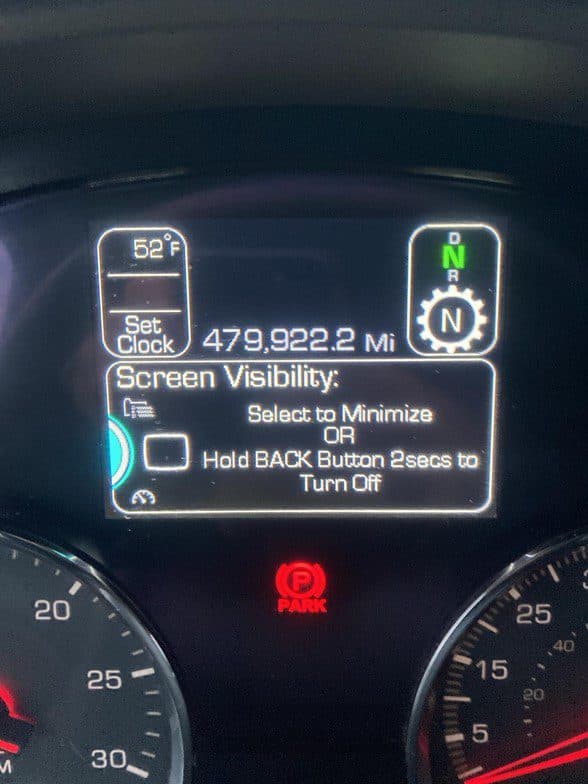 52°F
D
N
R
N
Set
Clock
479,922.2 Mi
Screen Visibility:
Select to Minimize
OR
Hold BACK Button 2secs to
Turn Off
P
PARK
20
25
30
25
40
15
20
5